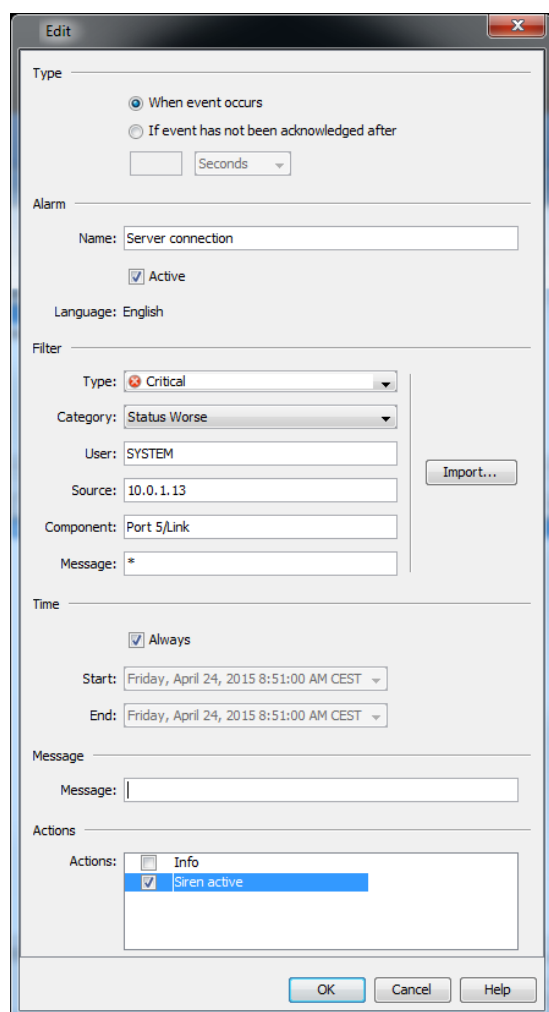 Edit
Type
When event occurs
If event has not been acknowledged after
Seconds
Alarm
Name: Server connection
Active
Language: English
Filter
Type: Critical
Category: Status Worse
User: SYSTEM
Import...
Source: 10.0.1.13
Component: Port 5/Link
Message: *
Time
Always
Start: Friday, April 24, 2015 8:51:00 AM CEST
End: Friday, April 24, 2015 8:51:00 AM CEST
Message
Message:
Actions
Actions: Info
Siren active
OK Cancel Help